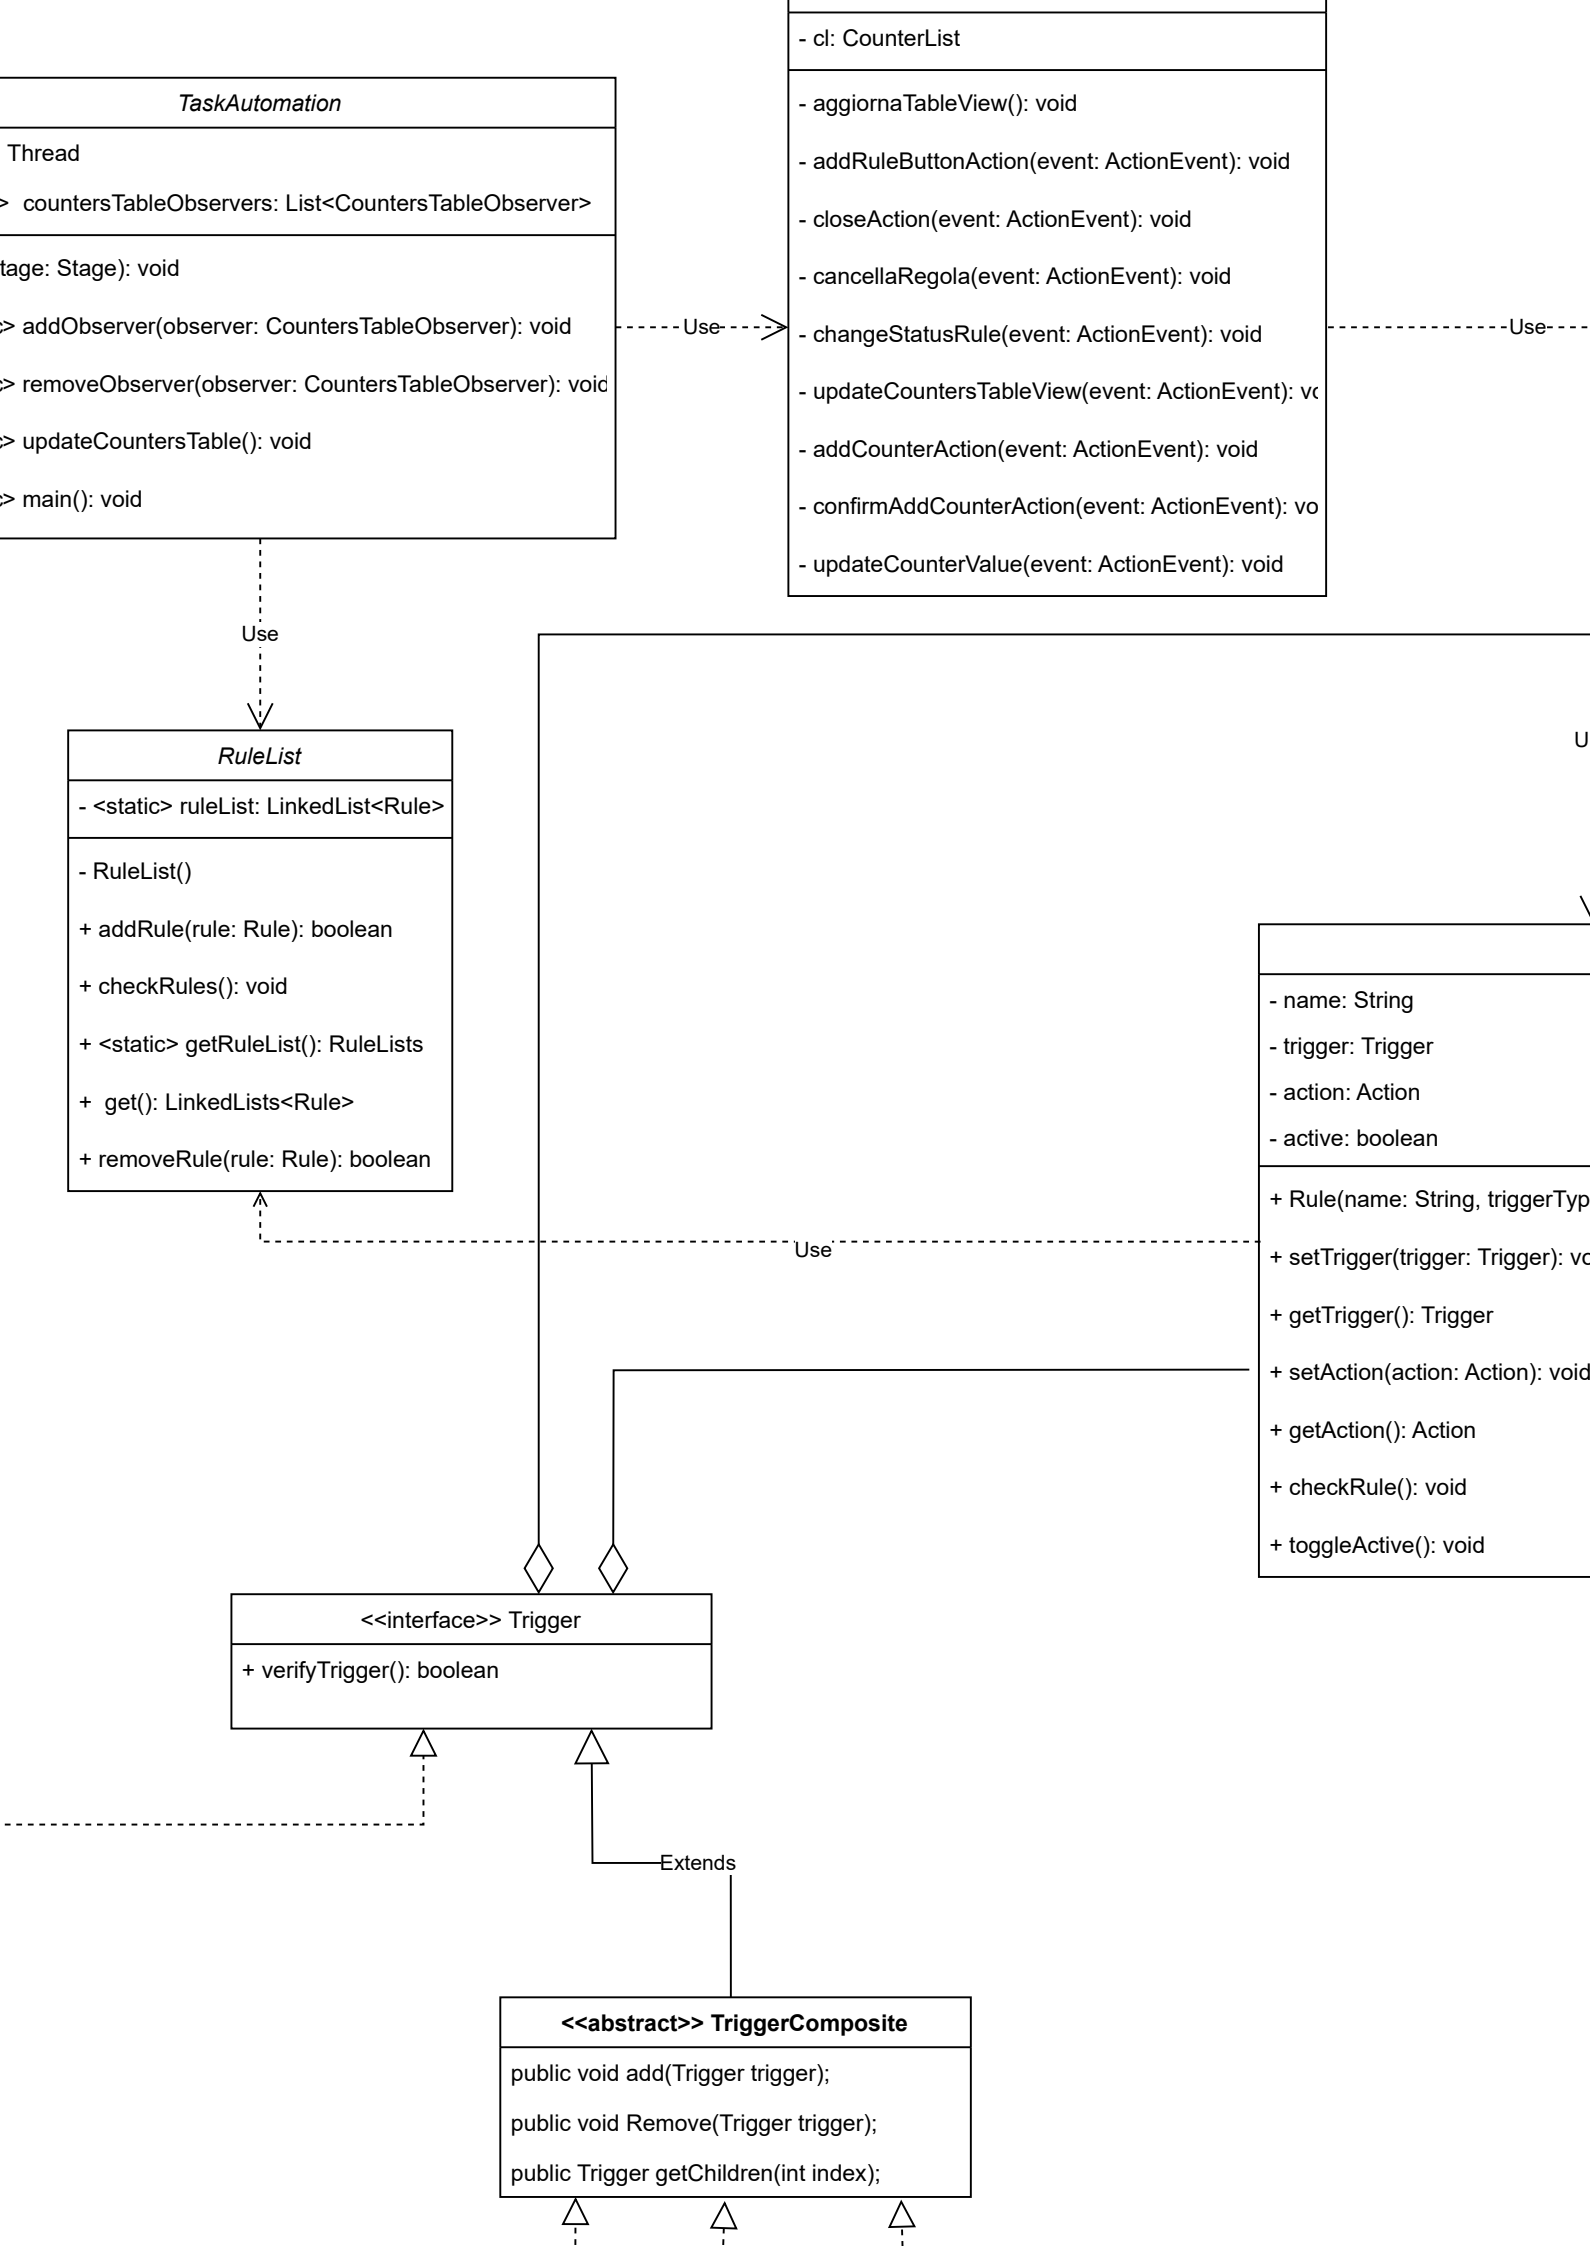 - cl: CounterList
- aggiornaTableView(): void
- addRuleButtonAction(event: ActionEvent): void
- closeAction(event: ActionEvent): void
- cancellaRegola(event: ActionEvent): void
- changeStatusRule(event: ActionEvent): void
- updateCountersTableView(event: ActionEvent): vo
- addCounterAction(event: ActionEvent): void
- confirmAddCounterAction(event: ActionEvent): vo
- updateCounterValue(event: ActionEvent): void
TaskAutomation
Thread
> countersTableObservers: List<CountersTableObserver>
tage: Stage): void
> addObserver(observer: CountersTableObserver): void
> removeObserver(observer: CountersTableObserver): void
> updateCountersTable(): void
> main(): void
Use
Use
Use
U
RuleList
- <static> ruleList: LinkedList<Rule>
- RuleList()
+ addRule(rule: Rule): boolean
+ checkRules(): void
+ <static> getRuleList(): RuleLists
+ get(): LinkedLists<Rule>
+ removeRule(rule: Rule): boolean
Use
- name: String
- trigger: Trigger
- action: Action
- active: boolean
+ Rule(name: String, triggerTyp
+ setTrigger(trigger: Trigger): vo
+ getTrigger(): Trigger
+ setAction(action: Action): void
+ getAction(): Action
+ checkRule(): void
+ toggleActive(): void
<<interface>> Trigger
+ verifyTrigger(): boolean
Extends
<<abstract>> TriggerComposite
public void add(Trigger trigger);
public void Remove(Trigger trigger);
public Trigger getChildren(int index);